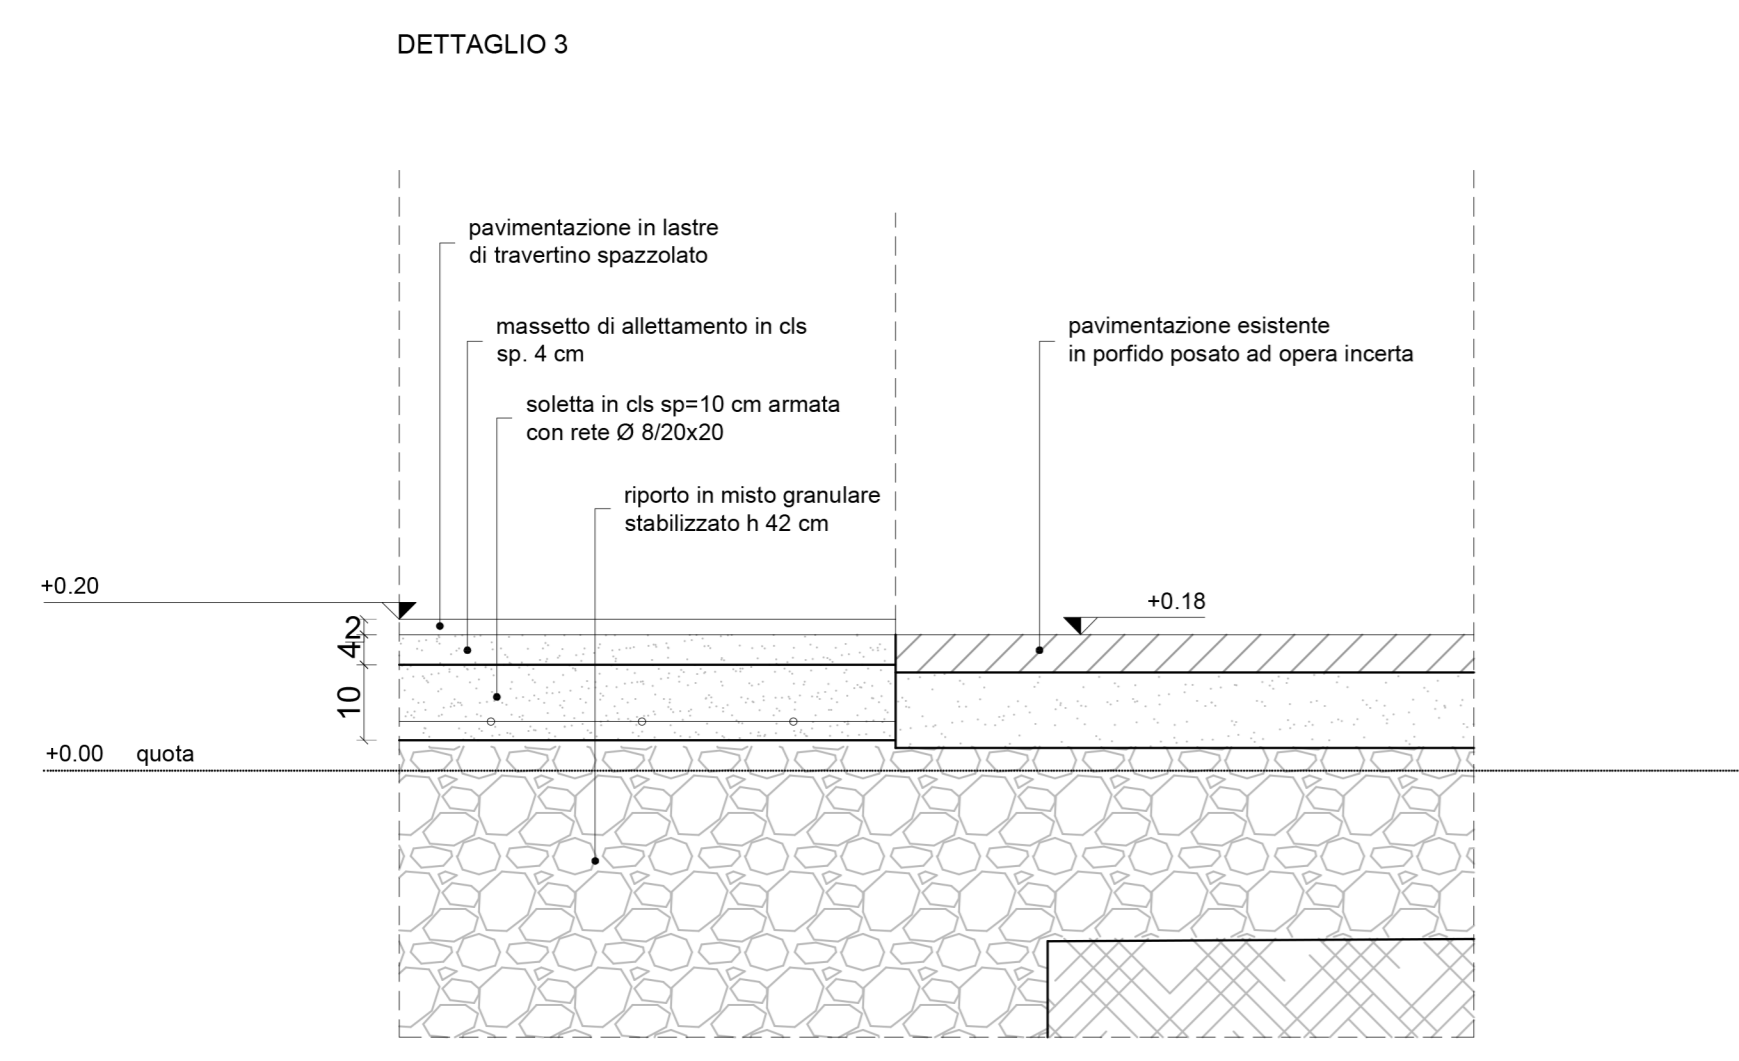 DETTAGLIO 3
pavimentazione in lastre
di travertino spazzolato
massetto di allettamento in cls
sp. 4 cm
pavimentazione esistente
in porfido posato ad opera incerta
soletta in cls sp=10 cm armata
con rete Ø 8/20x20
riporto in misto granulare
stabilizzato h 42 cm
+0.20
+0.18
2
4
10
+0.00 quota